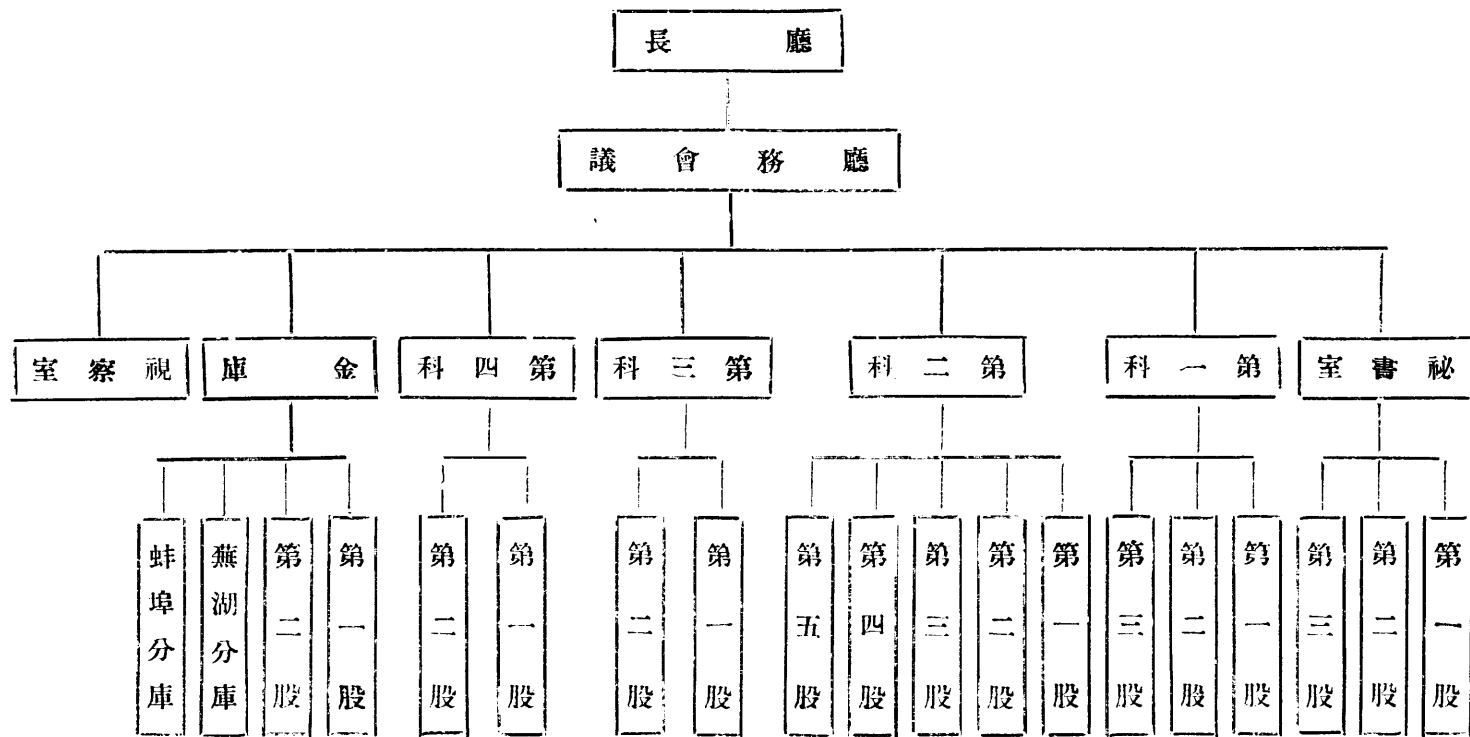 廳長
廳務會議
祕書室
第一科
第二科
第三科
第四科
金庫
視察室
第一股
第二股
第三股
第一股
第二股
第三股
第一股
第二股
第三股
第四股
第五股
第一股
第二股
第一股
第二股
第一股
第二股
蕪湖分庫
蚌埠分庫